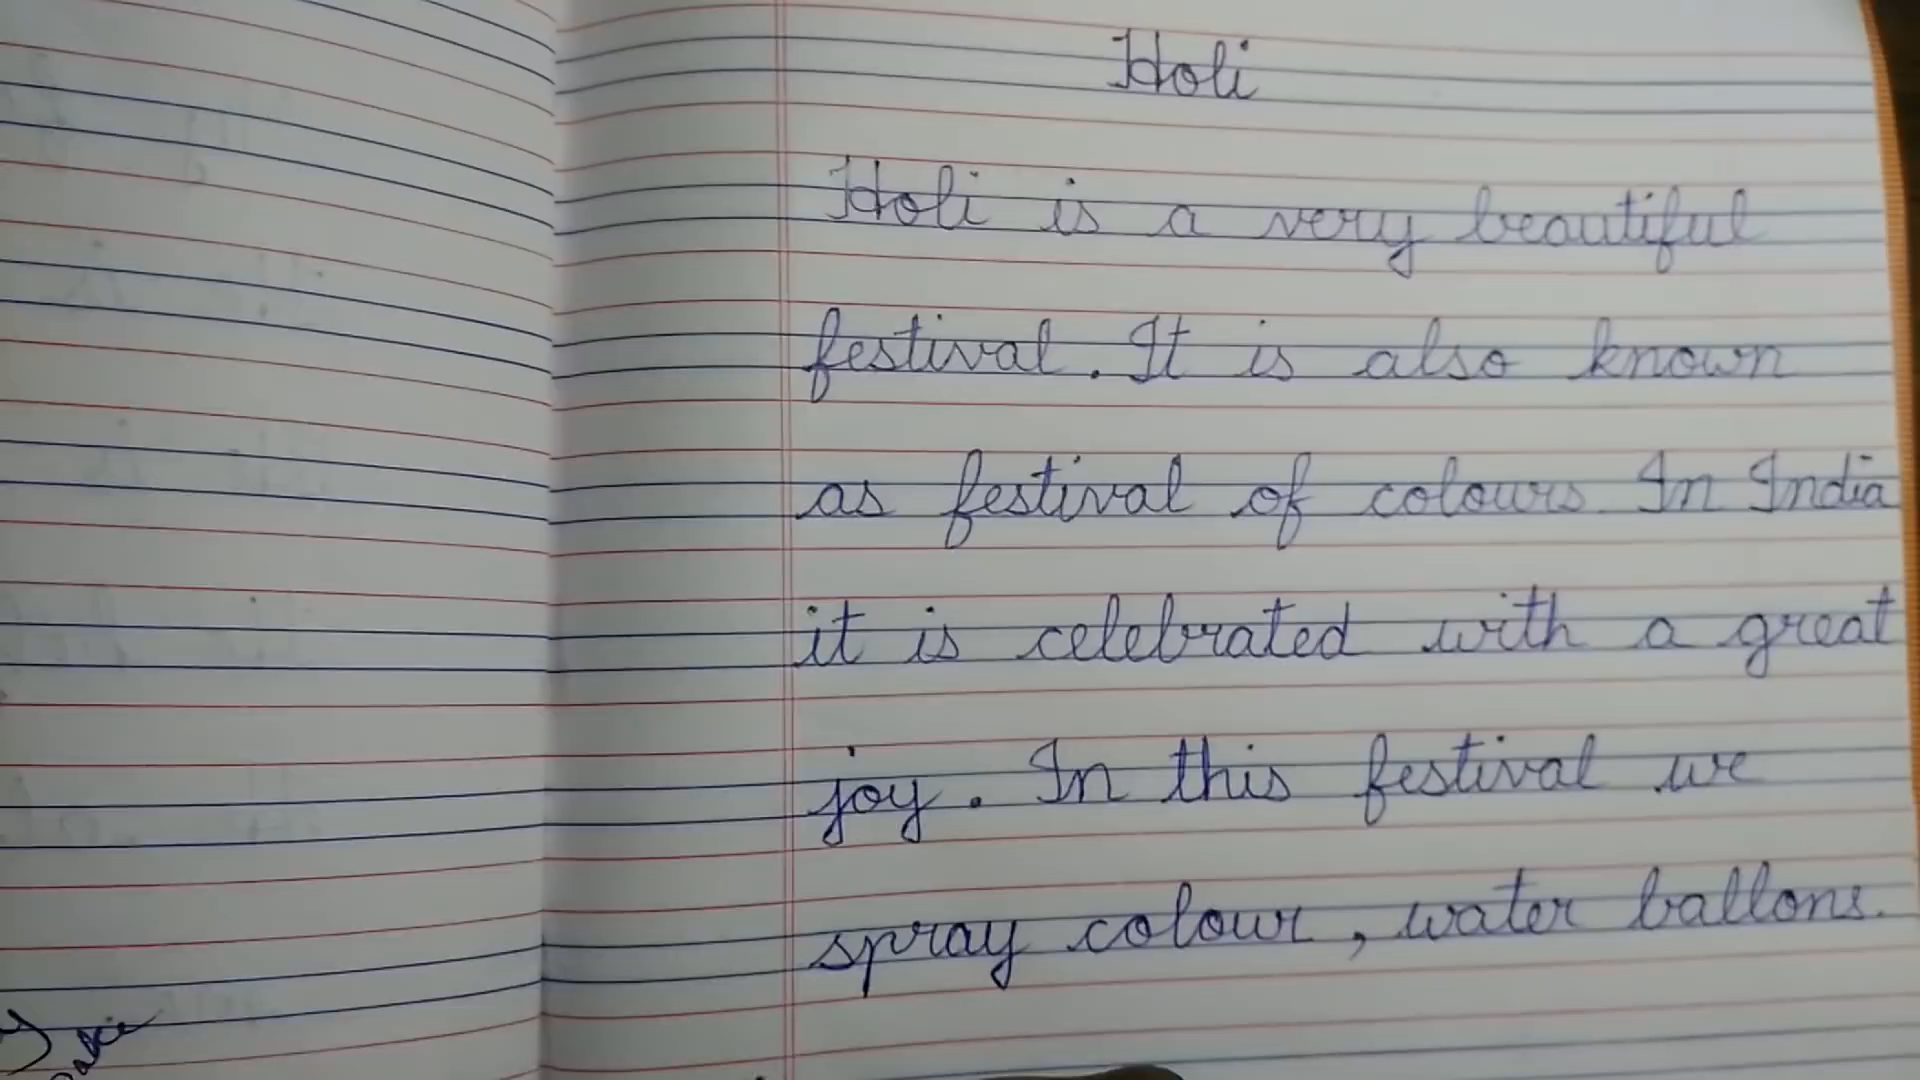 Holi
Holi is a very beautiful
festival. It is also known
as festival of colours. In India
it is celebrated with a great
joy. In this festival we
spray colour, water ballons.